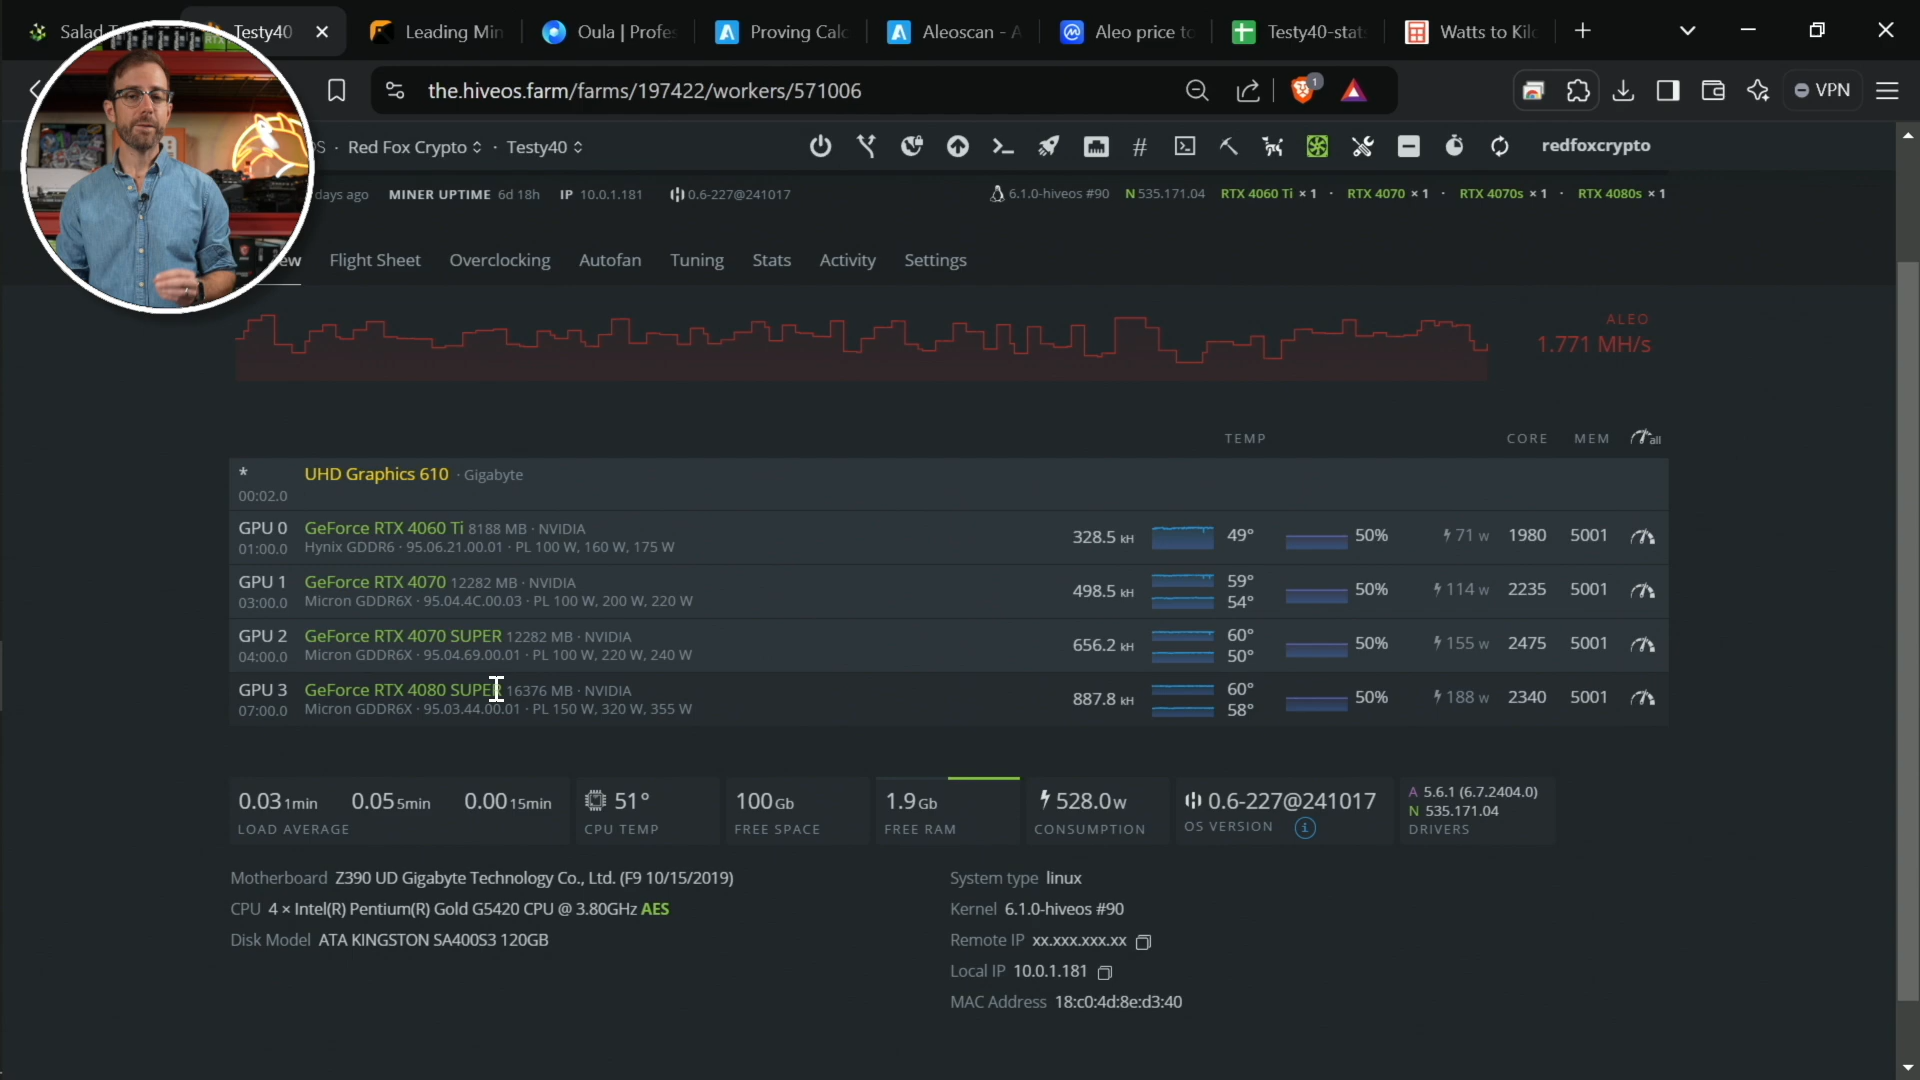 Salad
Testy40
Leading Min
Oula | Profes
Proving Calc
Aleoscan - A
Aleo price to
Testy40-stat
Watts to Kilo
the.hiveos.farm/farms/197422/workers/571006
1
VPN
OS · Red Fox Crypto · Testy40
#
redfoxcrypto
days ago MINER UPTIME 6d 18h IP 10.0.1.181 0.6-227@241017
6.1.0-hiveos #90 N 535.171.04 RTX 4060 Ti × 1 · RTX 4070 × 1 · RTX 4070s × 1 · RTX 4080s × 1
ew Flight Sheet Overclocking Autofan Tuning Stats Activity Settings
ALEO
1.771 MH/s
TEMP CORE MEM all
* UHD Graphics 610 · Gigabyte
00:02.0
GPU 0 GeForce RTX 4060 Ti 8188 MB · NVIDIA
01:00.0 Hynix GDDR6 · 95.06.21.00.01 · PL 100 W, 160 W, 175 W
328.5 kH 49° 50% 71 w 1980 5001
GPU 1 GeForce RTX 4070 12282 MB · NVIDIA
03:00.0 Micron GDDR6X · 95.04.4C.00.03 · PL 100 W, 200 W, 220 W
498.5 kH 59° 54° 50% 114 w 2235 5001
GPU 2 GeForce RTX 4070 SUPER 12282 MB · NVIDIA
04:00.0 Micron GDDR6X · 95.04.69.00.01 · PL 100 W, 220 W, 240 W
656.2 kH 60° 50° 50% 155 w 2475 5001
GPU 3 GeForce RTX 4080 SUPER 16376 MB · NVIDIA
07:00.0 Micron GDDR6X · 95.03.44.00.01 · PL 150 W, 320 W, 355 W
887.8 kH 60° 58° 50% 188 w 2340 5001
0.03 1min 0.05 5min 0.00 15min
LOAD AVERAGE
51°
CPU TEMP
100 Gb
FREE SPACE
1.9 Gb
FREE RAM
528.0 w
CONSUMPTION
0.6-227@241017
OS VERSION
A 5.6.1 (6.7.2404.0)
N 535.171.04
DRIVERS
Motherboard Z390 UD Gigabyte Technology Co., Ltd. (F9 10/15/2019)
CPU 4 × Intel(R) Pentium(R) Gold G5420 CPU @ 3.80GHz AES
Disk Model ATA KINGSTON SA400S3 120GB
System type linux
Kernel 6.1.0-hiveos #90
Remote IP xx.xxx.xxx.xx
Local IP 10.0.1.181
MAC Address 18:c0:4d:8e:d3:40